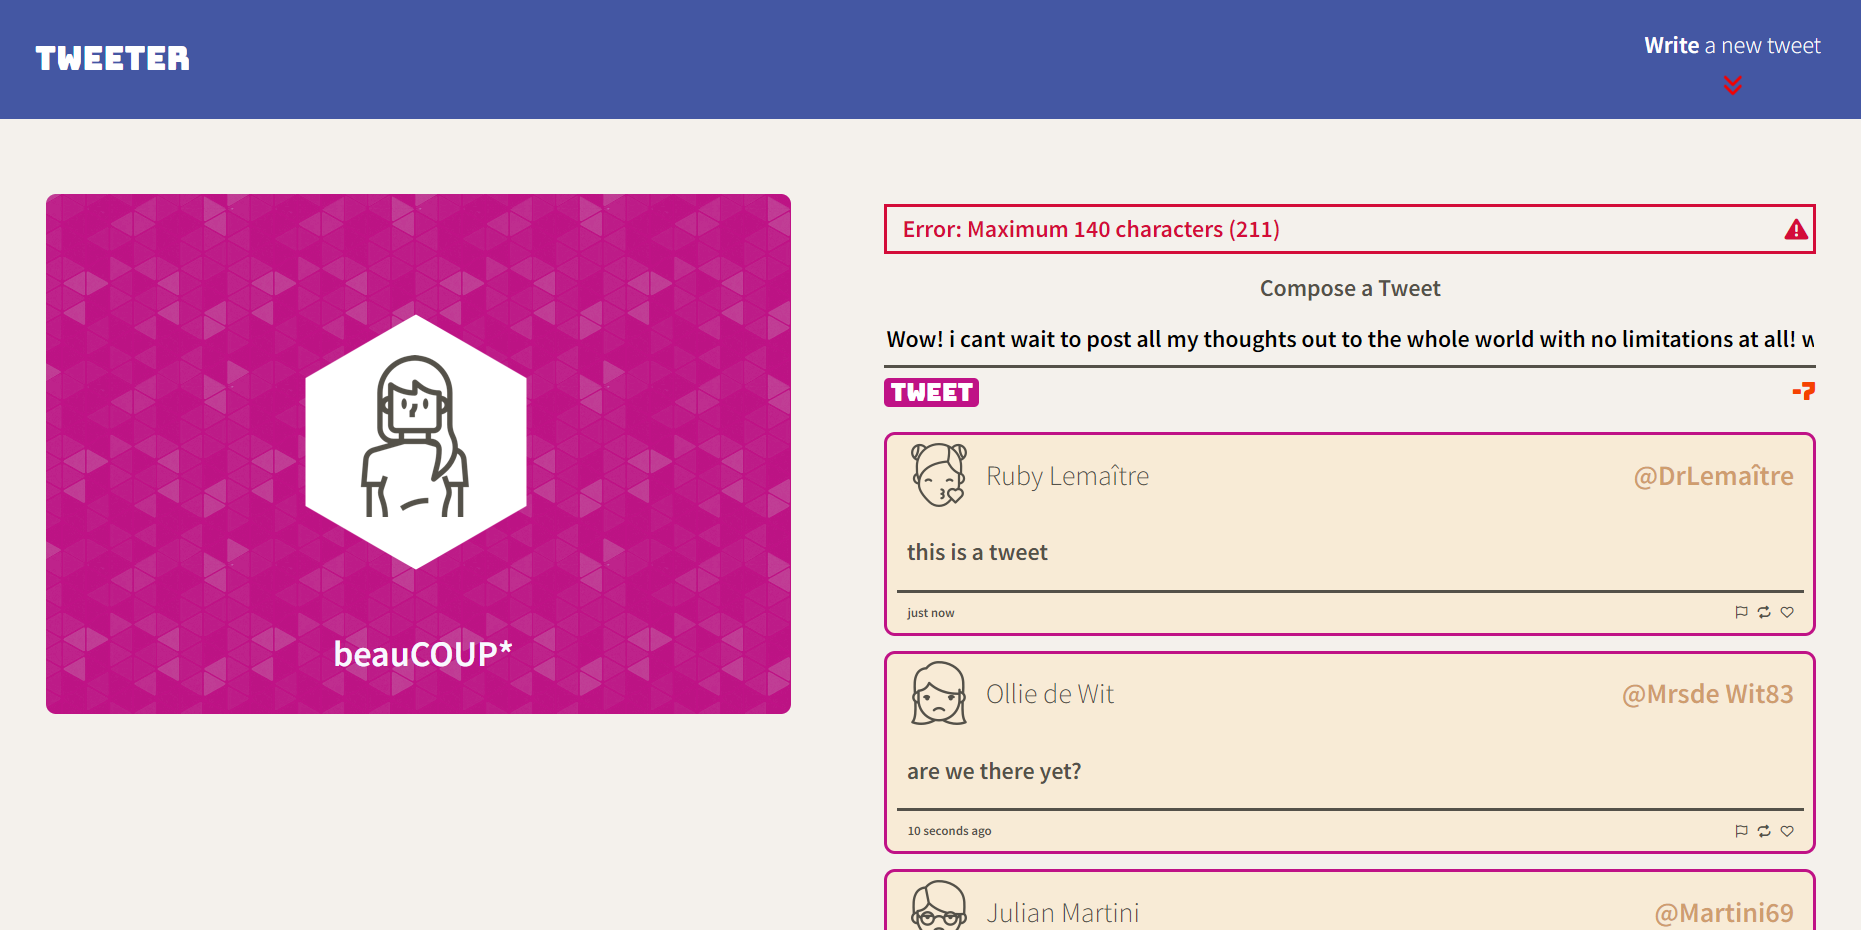 TWEETER
Write a new tweet
beauCOUP*
Error: Maximum 140 characters (211)
Compose a Tweet
Wow! i cant wait to post all my thoughts out to the whole world with no limitations at all! w
TWEET
-7
Ruby Lemaître
@DrLemaître
this is a tweet
just now
Ollie de Wit
@Mrsde Wit83
are we there yet?
10 seconds ago
Julian Martini
@Martini69